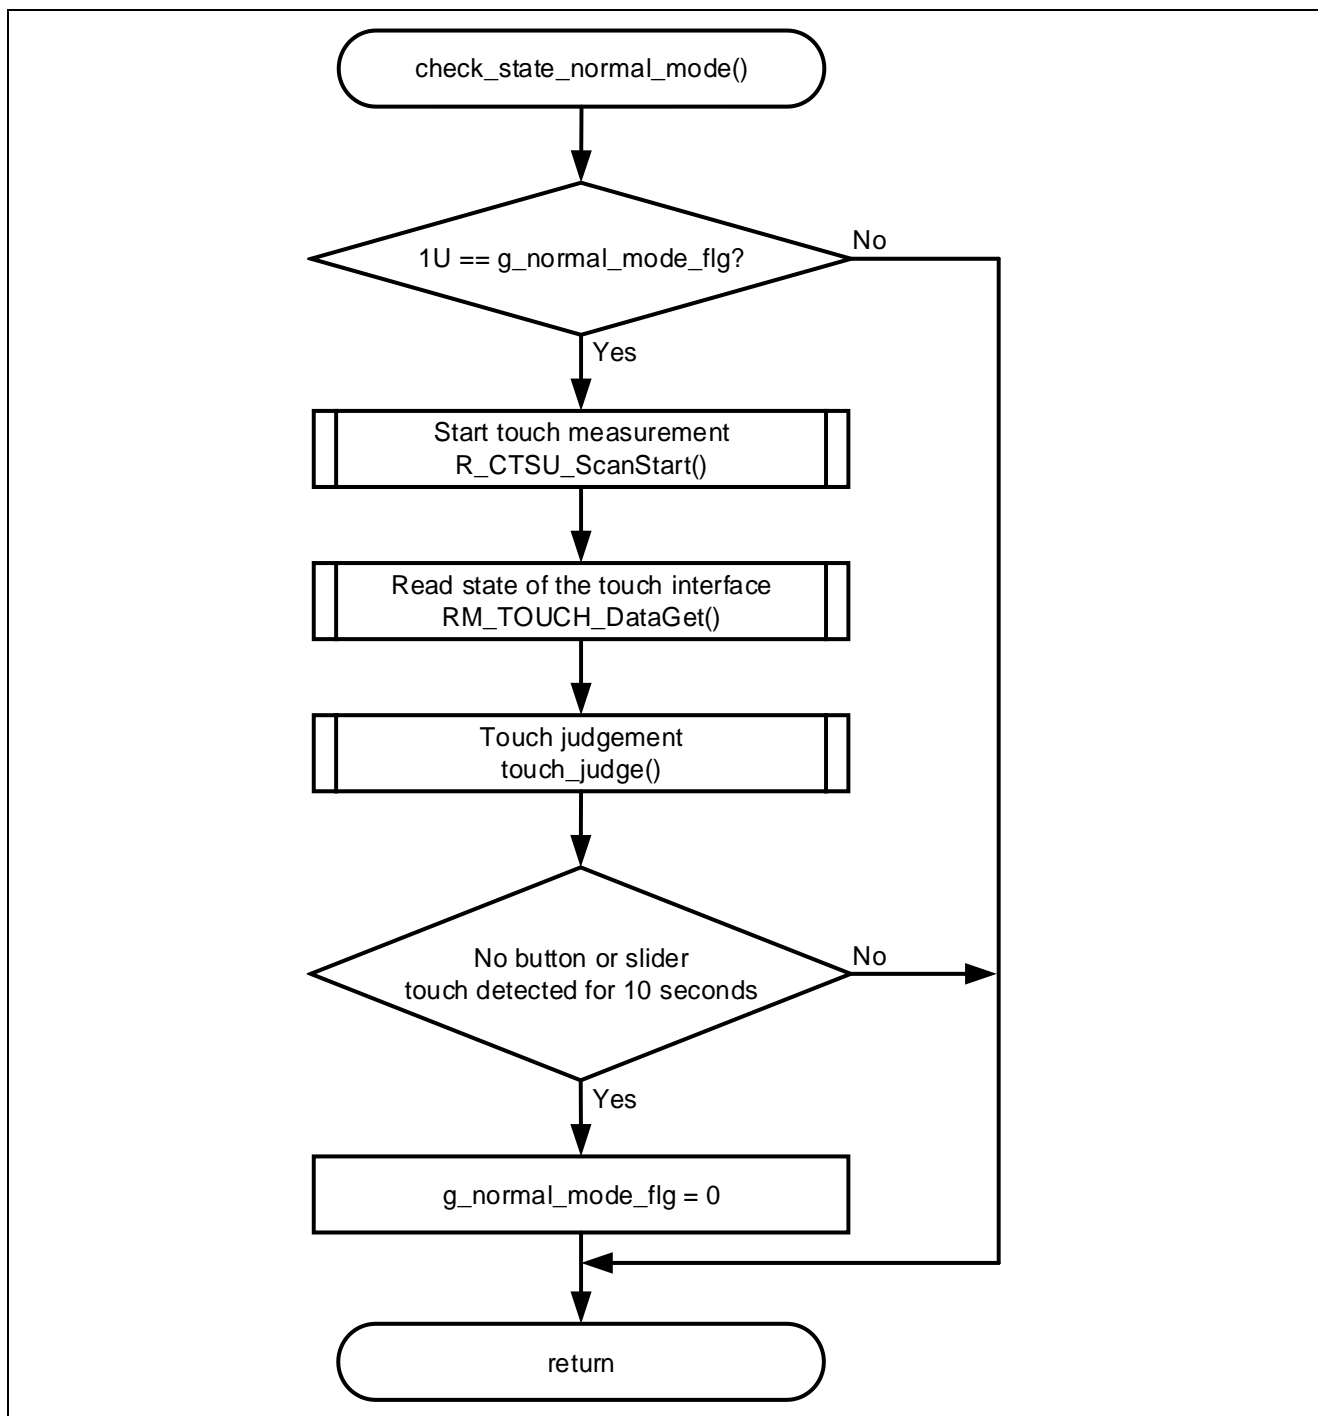 check_state_normal_mode()
1U == g_normal_mode_flg?
No
Yes
Start touch measurement
R_CTSU_ScanStart()
Read state of the touch interface
RM_TOUCH_DataGet()
Touch judgement
touch_judge()
No button or slider
touch detected for 10 seconds
No
Yes
g_normal_mode_flg = 0
return